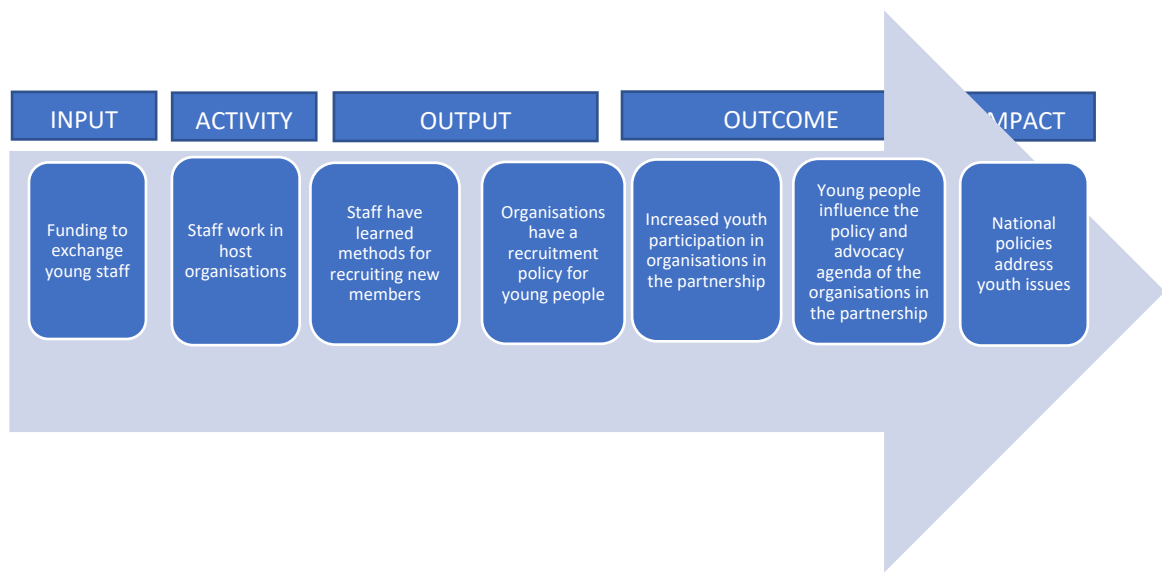 INPUT
ACTIVITY
OUTPUT
OUTCOME
MPACT
Funding to
exchange
young staff
Staff work in
host
organisations
Staff have
learned
methods for
recruiting new
members
Organisations
have a
recruitment
policy for
young people
Increased youth
participation in
organisations in
the partnership
Young people
influence the
policy and
advocacy
agenda of the
organisations in
the partnership
National
policies
address
youth issues